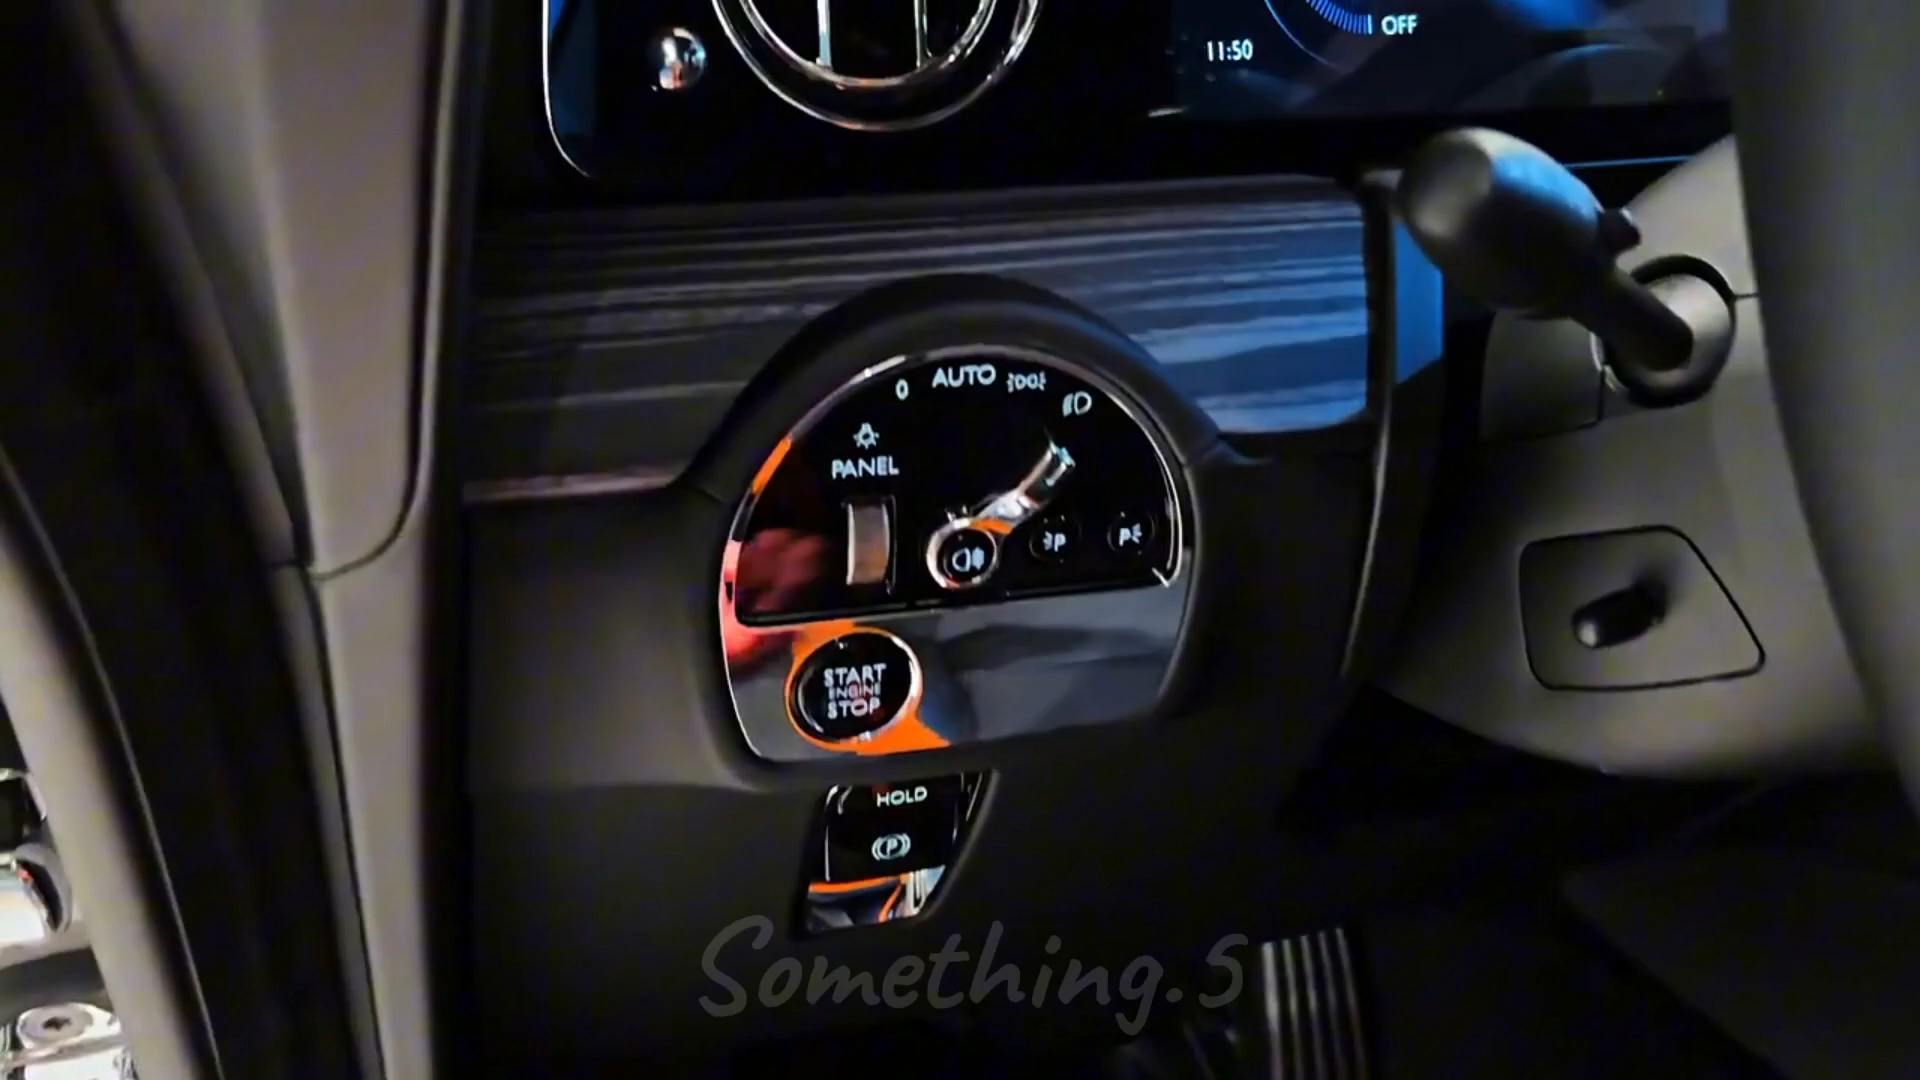 OFF
11:50
0 AUTO
PANEL
P P
START
ENGINE
STOP
HOLD
P
Something.S